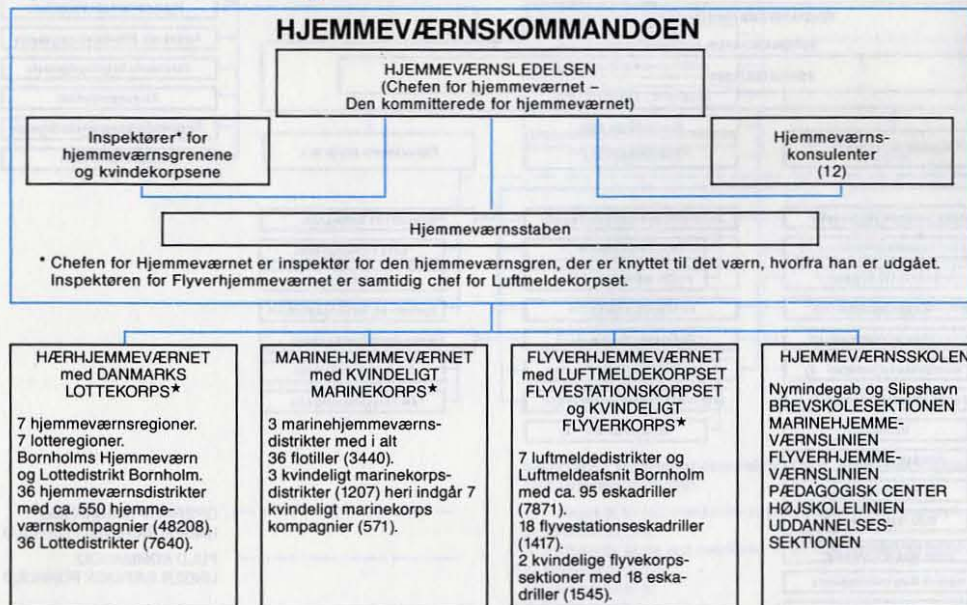 HJEMMEVÆRNSKOMMANDOEN
HJEMMEVÆRNSLEDELSEN
(Chefen for hjemmeværnet –
Den kommitterede for hjemmeværnet)
Inspektører* for
hjemmeværnsgrenene
og kvindekorpsene
Hjemmeværns-
konsulenter
(12)
Hjemmeværnsstaben
* Chefen for Hjemmeværnet er inspektør for den hjemmeværnsgren, der er knyttet til det værn, hvorfra han er udgået.
Inspektøren for Flyverhjemmeværnet er samtidig chef for Luftmeldekorpset.
HÆRHJEMMEVÆRNET
med DANMARKS
LOTTEKORPS★
7 hjemmeværnsregioner.
7 lotteregioner.
Bornholms Hjemmeværn
og Lottedistrikt Bornholm.
36 hjemmeværnsdistrikter
med ca. 550 hjemme-
værnskompagnier (48208).
36 Lottedistrikter (7640).
MARINEHJEMMEVÆRNET
med KVINDELIGT
MARINEKORPS★
3 marinehjemmeværns-
distrikter med i alt
36 flotiller (3440).
3 kvindeligt marinekorps-
distrikter (1207) heri indgår 7
kvindeligt marinekorps
kompagnier (571).
FLYVERHJEMMEVÆRNET
med LUFTMELDEKORPSET
FLYVESTATIONSKORPSET
og KVINDELIGT
FLYVERKORPS★
7 luftmeldedistrikter og
Luftmeldeafsnit Bornholm
med ca. 95 eskadriller
(7871).
18 flyvestationseskadriller
(1417).
2 kvindelige flyvekorps-
sektioner med 18 eska-
driller (1545).
HJEMMEVÆRNSSKOLEN
Nymindegab og Slipshavn
BREVSKOLESEKTIONEN
MARINEHJEMME-
VÆRNSLINIEN
FLYVERHJEMME-
VÆRNSLINIEN
PÆDAGOGISK CENTER
HØJSKOLELINIEN
UDDANNELSES-
SEKTIONEN